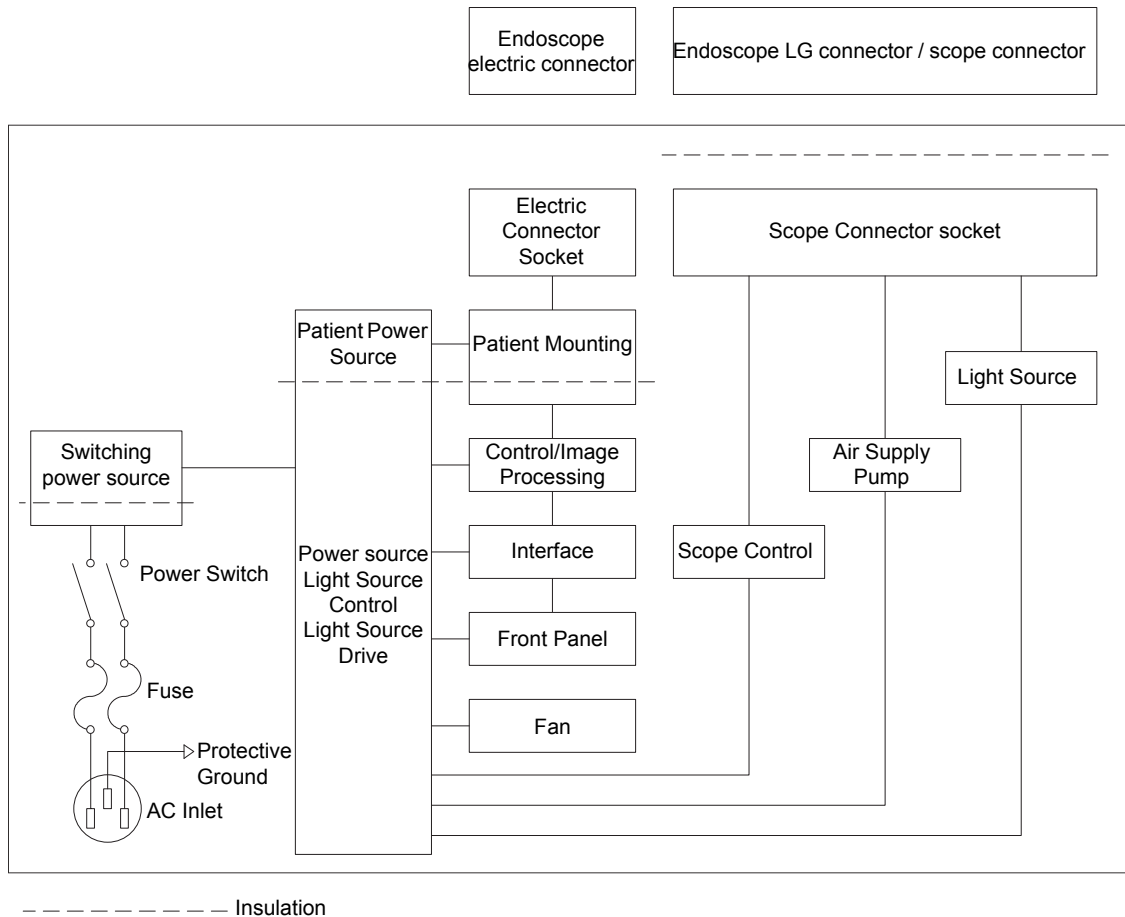 Endoscope
electric connector
Endoscope LG connector / scope connector
Electric
Connector
Socket
Scope Connector socket
Patient Power
Source
Patient Mounting
Light Source
Switching
power source
Control/Image
Processing
Air Supply
Pump
Power source
Light Source
Control
Light Source
Drive
Interface
Scope Control
Power Switch
Front Panel
Fuse
Fan
Protective
Ground
AC Inlet
Insulation